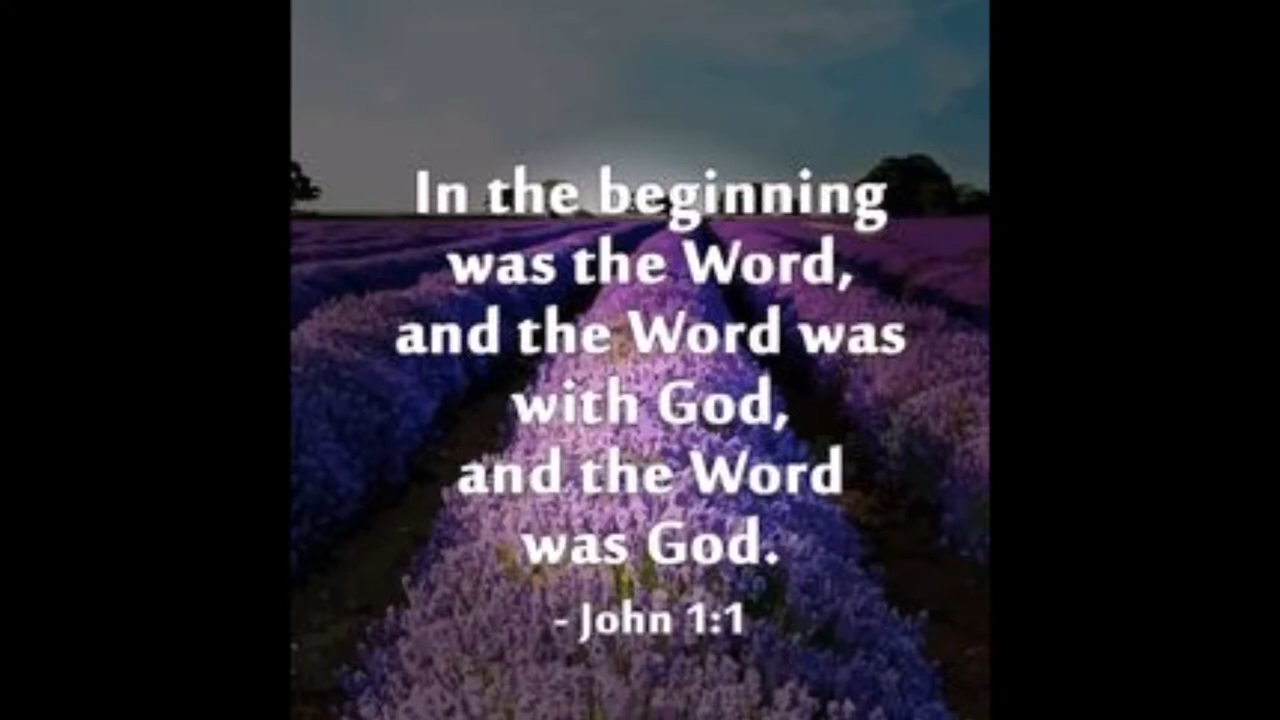 In the beginning
was the Word,
and the Word was
with God,
and the Word
was God.
- John 1:1